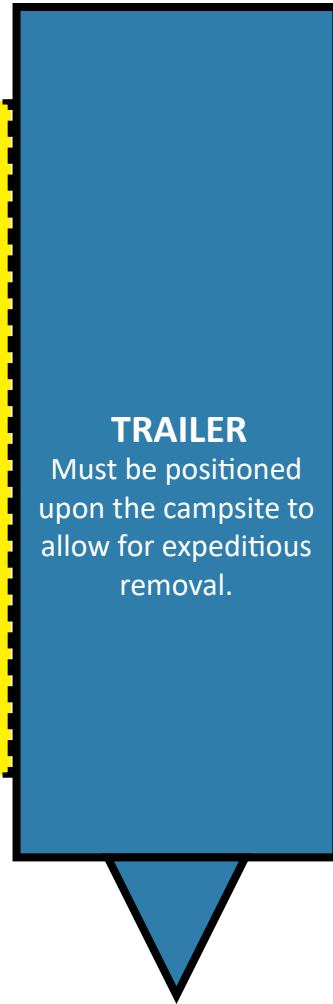 TRAILER
Must be positioned
upon the campsite to
allow for expeditious
removal.